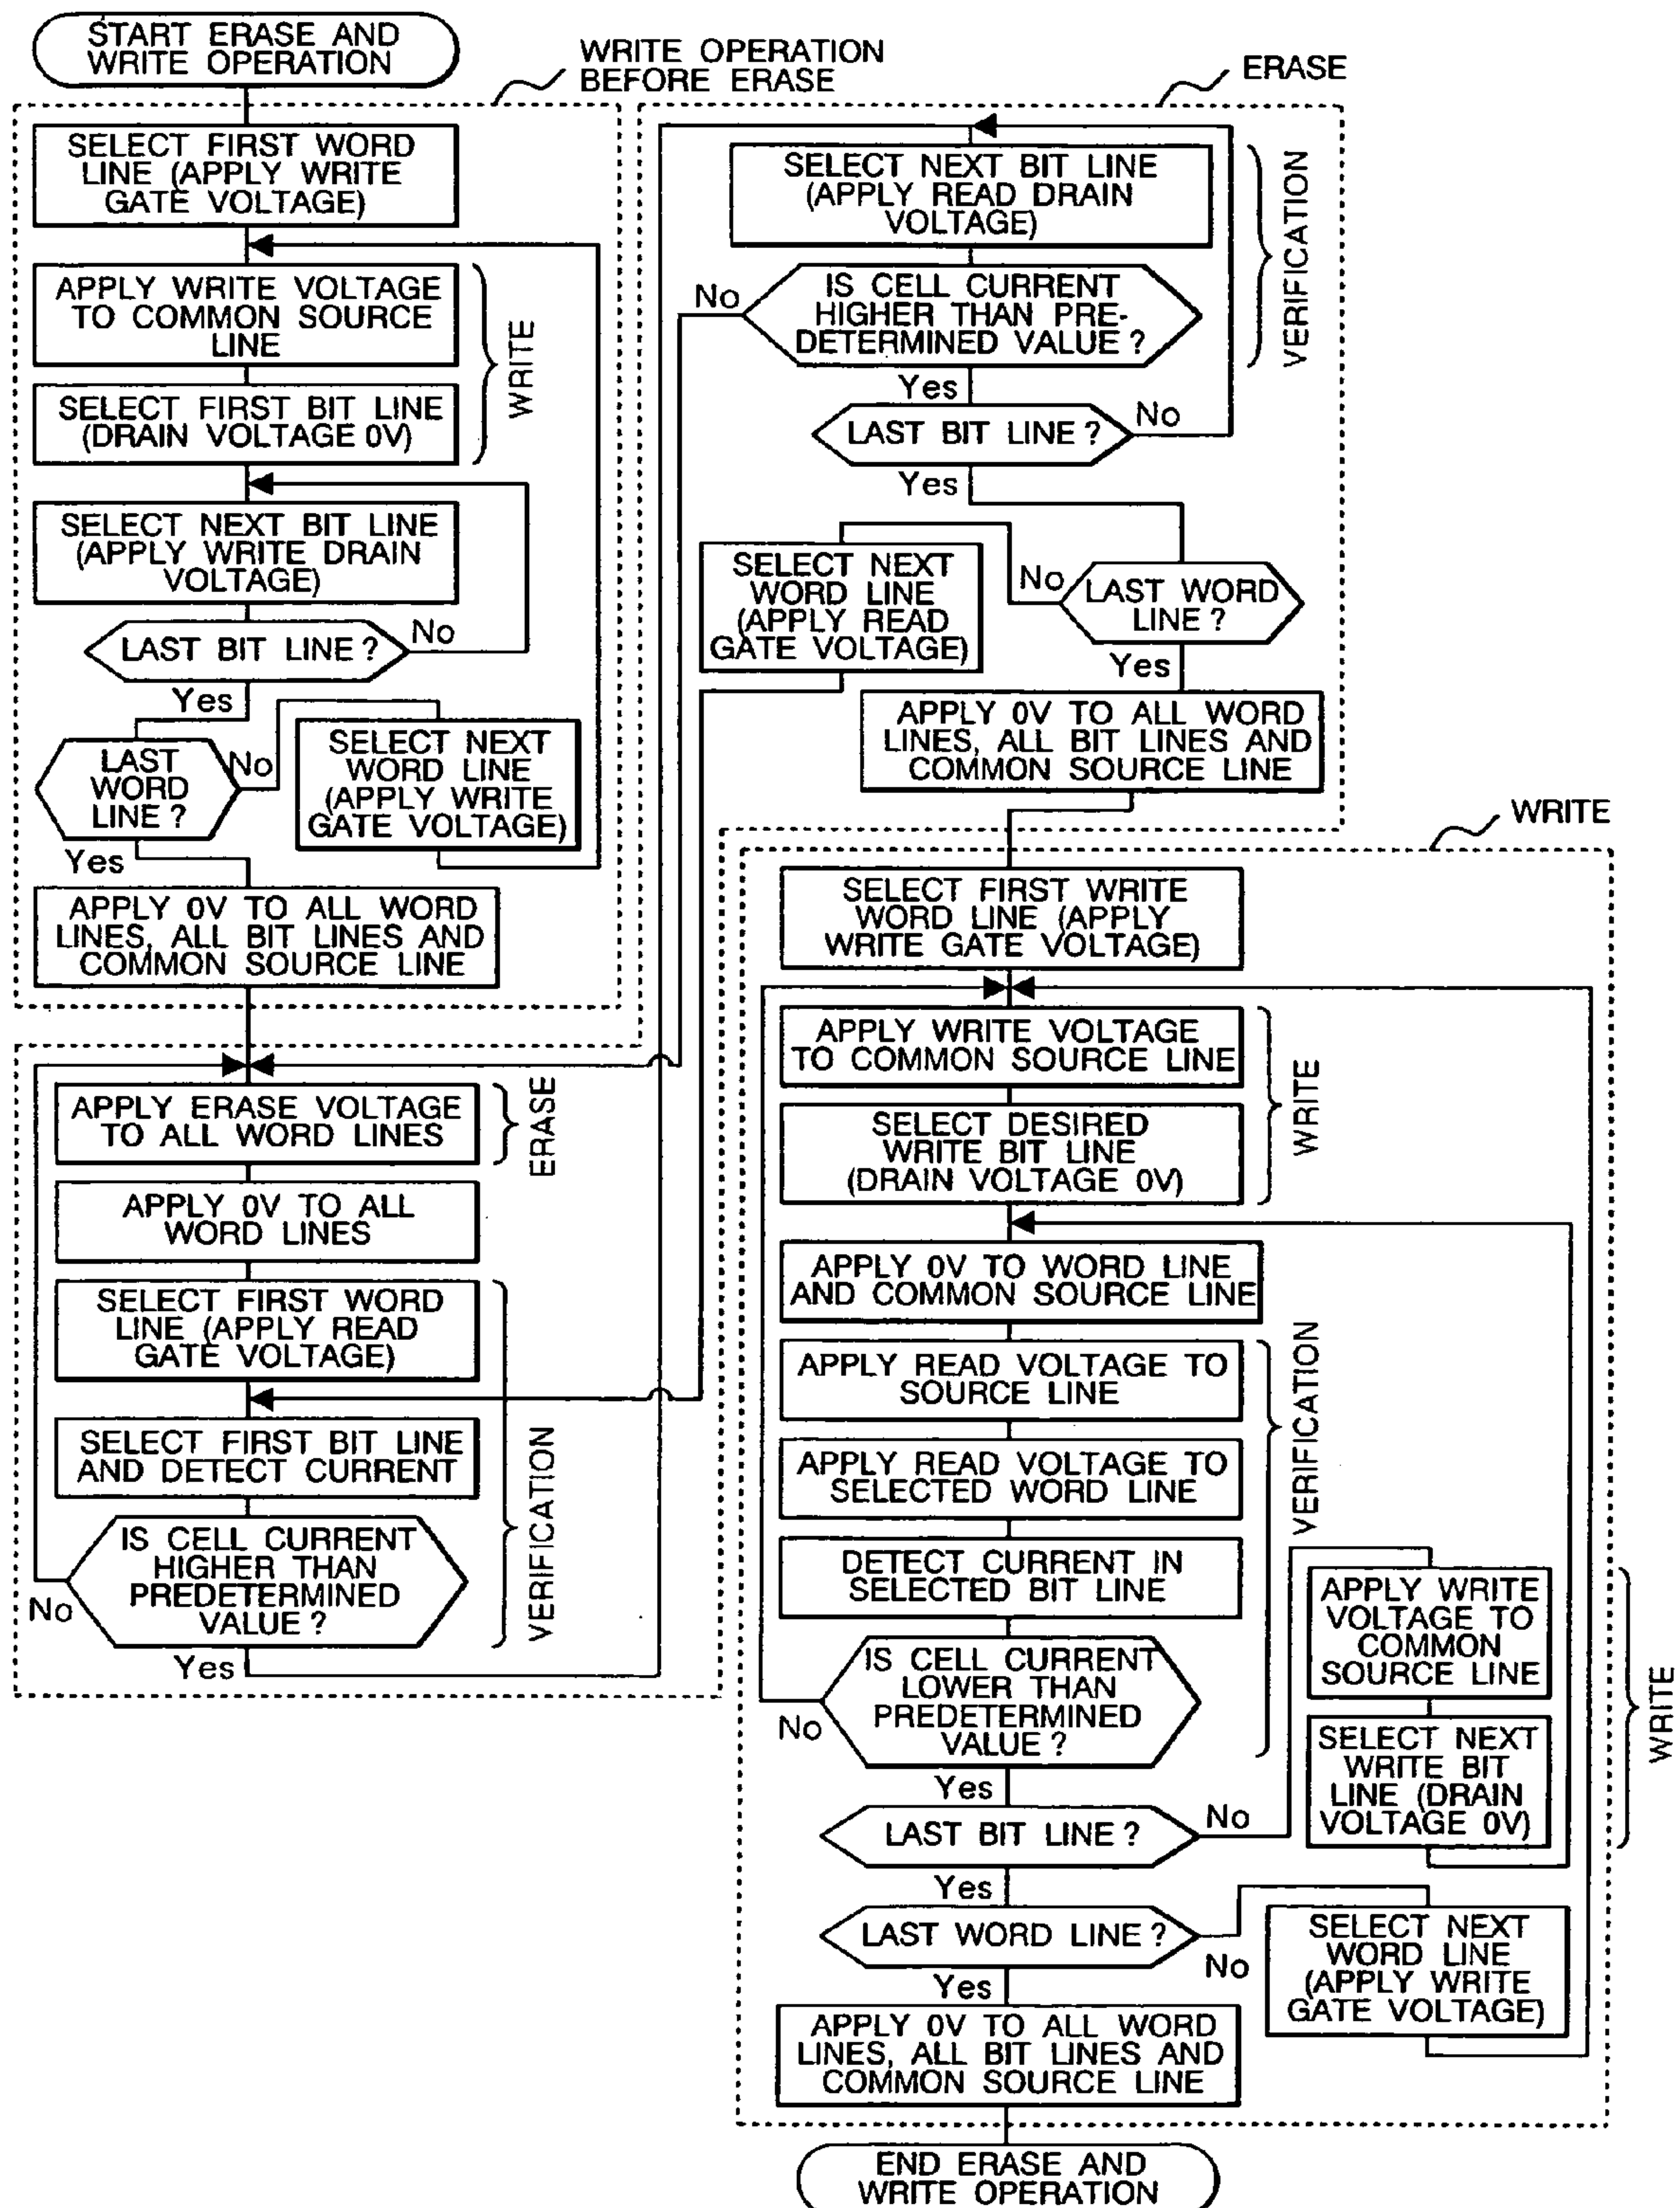 START ERASE AND
WRITE OPERATION
WRITE OPERATION
BEFORE ERASE
SELECT FIRST WORD
LINE (APPLY WRITE
GATE VOLTAGE)
APPLY WRITE VOLTAGE
TO COMMON SOURCE
LINE
SELECT FIRST BIT LINE
(DRAIN VOLTAGE 0V)
WRITE
SELECT NEXT BIT LINE
(APPLY WRITE DRAIN
VOLTAGE)
LAST BIT LINE?
No
Yes
LAST
WORD
LINE?
No
SELECT NEXT
WORD LINE
(APPLY WRITE
GATE VOLTAGE)
Yes
APPLY 0V TO ALL WORD
LINES, ALL BIT LINES AND
COMMON SOURCE LINE
APPLY ERASE VOLTAGE
TO ALL WORD LINES
ERASE
APPLY 0V TO ALL
WORD LINES
SELECT FIRST WORD
LINE (APPLY READ
GATE VOLTAGE)
SELECT FIRST BIT LINE
AND DETECT CURRENT
IS CELL CURRENT
HIGHER THAN
PREDETERMINED
VALUE?
No
VERIFICATION
Yes
ERASE
SELECT NEXT BIT LINE
(APPLY READ DRAIN
VOLTAGE)
No
IS CELL CURRENT
HIGHER THAN PRE-
DETERMINED VALUE?
VERIFICATION
Yes
LAST BIT LINE?
No
Yes
SELECT NEXT
WORD LINE
(APPLY READ
GATE VOLTAGE)
No
LAST WORD
LINE?
Yes
APPLY 0V TO ALL WORD
LINES, ALL BIT LINES AND
COMMON SOURCE LINE
WRITE
SELECT FIRST WRITE
WORD LINE (APPLY
WRITE GATE VOLTAGE)
APPLY WRITE VOLTAGE
TO COMMON SOURCE LINE
SELECT DESIRED
WRITE BIT LINE
(DRAIN VOLTAGE 0V)
WRITE
APPLY 0V TO WORD LINE
AND COMMON SOURCE LINE
APPLY READ VOLTAGE TO
SOURCE LINE
APPLY READ VOLTAGE TO
SELECTED WORD LINE
DETECT CURRENT IN
SELECTED BIT LINE
IS CELL CURRENT
LOWER THAN
PREDETERMINED
VALUE?
No
VERIFICATION
Yes
LAST BIT LINE?
No
APPLY WRITE
VOLTAGE TO
COMMON
SOURCE LINE
SELECT NEXT
WRITE BIT
LINE (DRAIN
VOLTAGE 0V)
WRITE
Yes
LAST WORD LINE?
No
SELECT NEXT
WORD LINE
(APPLY WRITE
GATE VOLTAGE)
Yes
APPLY 0V TO ALL WORD
LINES, ALL BIT LINES AND
COMMON SOURCE LINE
END ERASE AND
WRITE OPERATION